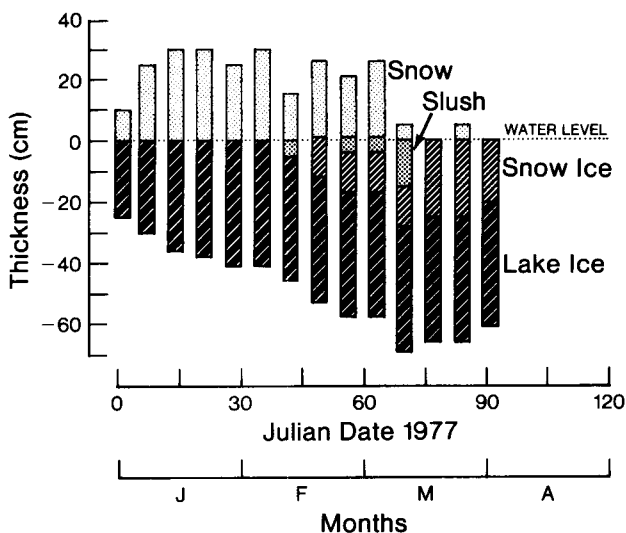 40
20
0
−20
−40
−60
Thickness (cm)
Snow
Slush
WATER LEVEL
Snow Ice
Lake Ice
0 30 60 90 120
Julian Date 1977
J F M A
Months